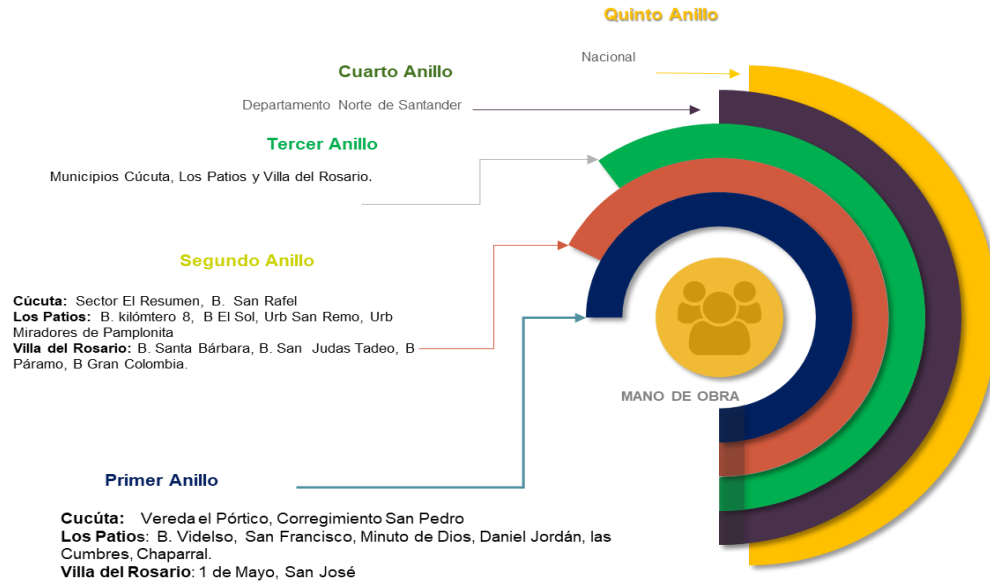 Quinto Anillo
Nacional
Cuarto Anillo
Departamento Norte de Santander
Tercer Anillo
Municipios Cúcuta, Los Patios y Villa del Rosario.
Segundo Anillo
Cúcuta: Sector El Resumen, B. San Rafel
Los Patios: B. kilómtero 8, B El Sol, Urb San Remo, Urb
Miradores de Pamplonita
Villa del Rosario: B. Santa Bárbara, B. San Judas Tadeo, B
Páramo, B Gran Colombia.
MANO DE OBRA
Primer Anillo
Cucúta: Vereda el Pórtico, Corregimiento San Pedro
Los Patios: B. Videlso, San Francisco, Minuto de Dios, Daniel Jordán, las
Cumbres, Chaparral.
Villa del Rosario: 1 de Mayo, San José